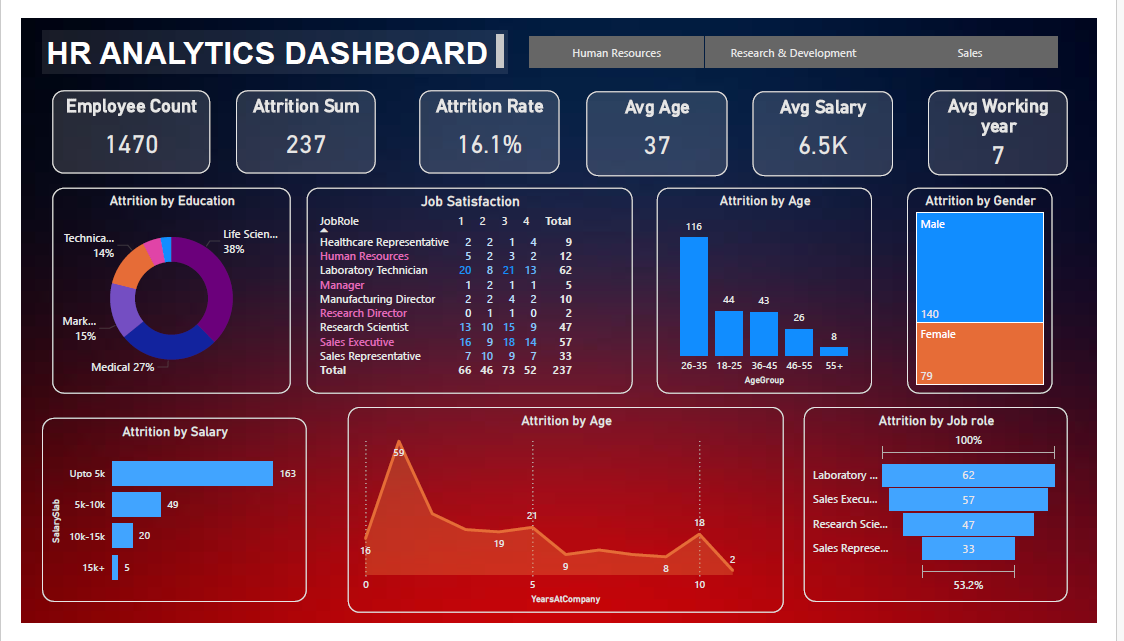 HR ANALYTICS DASHBOARD
Human Resources
Research & Development
Sales
Employee Count
1470
Attrition Sum
237
Attrition Rate
16.1%
Avg Age
37
Avg Salary
6.5K
Avg Working
year
7
Attrition by Education
Technica...
14%
Life Scien...
38%
Mark...
15%
Medical 27%
Job Satisfaction
JobRole 1 2 3 4 Total
Healthcare Representative 2 2 1 4 9
Human Resources 5 2 3 2 12
Laboratory Technician 20 8 21 13 62
Manager 1 2 1 1 5
Manufacturing Director 2 2 4 2 10
Research Director 0 1 1 0 2
Research Scientist 13 10 15 9 47
Sales Executive 16 9 18 14 57
Sales Representative 7 10 9 7 33
Total 66 46 73 52 237
Attrition by Age
116
44
43
26
8
26-35 18-25 36-45 46-55 55+
AgeGroup
Attrition by Gender
Male
140
Female
79
Attrition by Salary
SalarySlab
Upto 5k 163
5k-10k 49
10k-15k 20
15k+ 5
Attrition by Age
16
59
19
21
9
8
18
2
0 5 10
YearsAtCompany
Attrition by Job role
100%
Laboratory ... 62
Sales Execu... 57
Research Scie... 47
Sales Represe... 33
53.2%